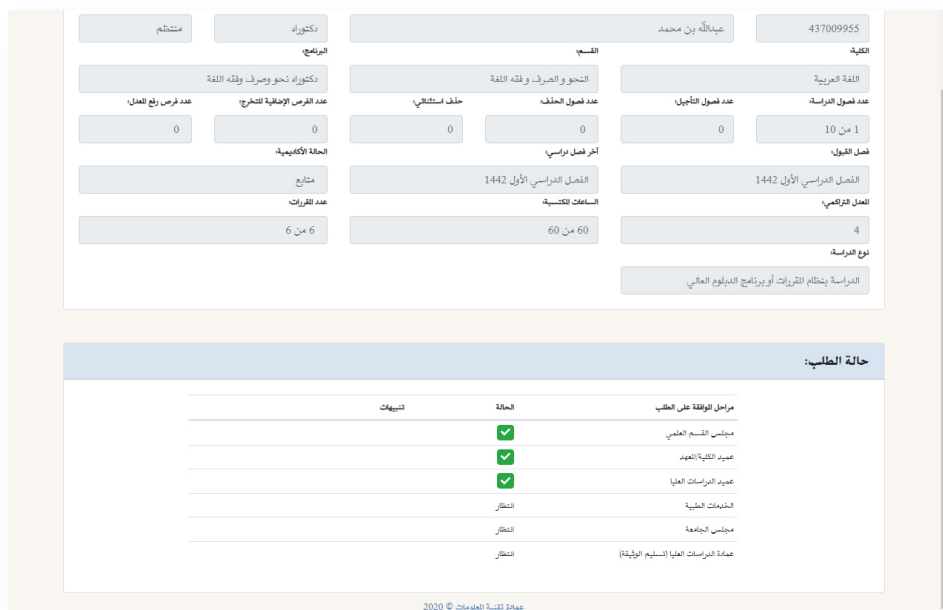 437009955 عبدالله بن محمد دكتوراه منتظم
الكلية: القسم: البرنامج:
اللغة العربية النحو و الصرف و فقه اللغة دكتوراه نحو وصرف وفقه اللغة
عدد فصول الدراسة: عدد فصول التأجيل: عدد فصول الحذف: حذف استثنائي: عدد الفرص الإضافية للتخرج: عدد فرص رفع المعدل:
1 من 10 0 0 0 0 0
فصل القبول: آخر فصل دراسي: الحالة الأكاديمية:
الفصل الدراسي الأول 1442 الفصل الدراسي الأول 1442 متابع
المعدل التراكمي: الساعات المكتسبة: عدد المقررات:
4 60 من 60 6 من 6
نوع الدراسة:
الدراسة بنظام المقررات أو برنامج الدبلوم العالي
حالة الطلب:
مراحل الموافقة على الطلب الحالة تنبيهات
مجلس القسم العلمي
عميد الكلية/المعهد
عميد الدراسات العليا
الخدمات الطبية انتظار
مجلس الجامعة انتظار
عمادة الدراسات العليا (تسليم الوثيقة) انتظار
عمادة تقنية المعلومات © 2020